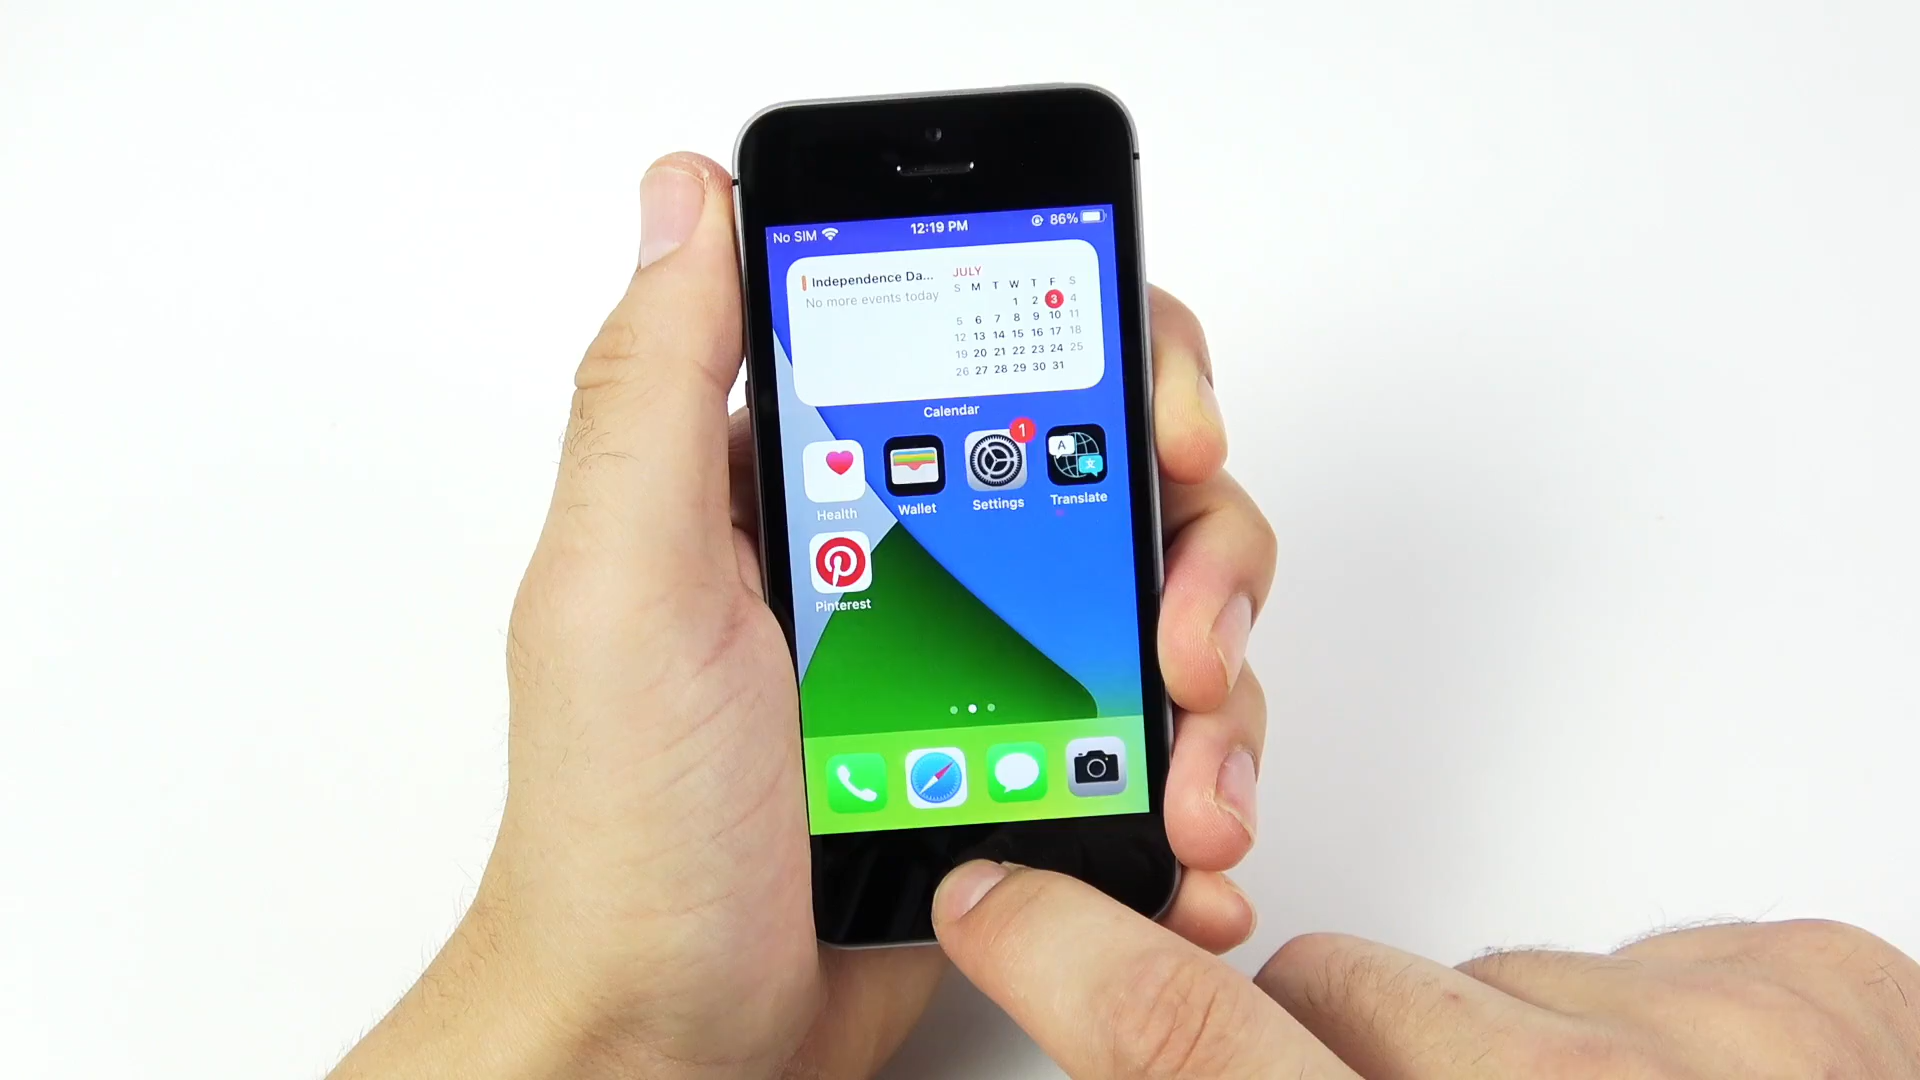 No SIM 12:19 PM 86%
Independence Da...
No more events today
JULY
S M T W T F S
1 2 3 4
5 6 7 8 9 10 11
12 13 14 15 16 17 18
19 20 21 22 23 24 25
26 27 28 29 30 31
Calendar
1
A 文
Health Wallet Settings Translate
Pinterest